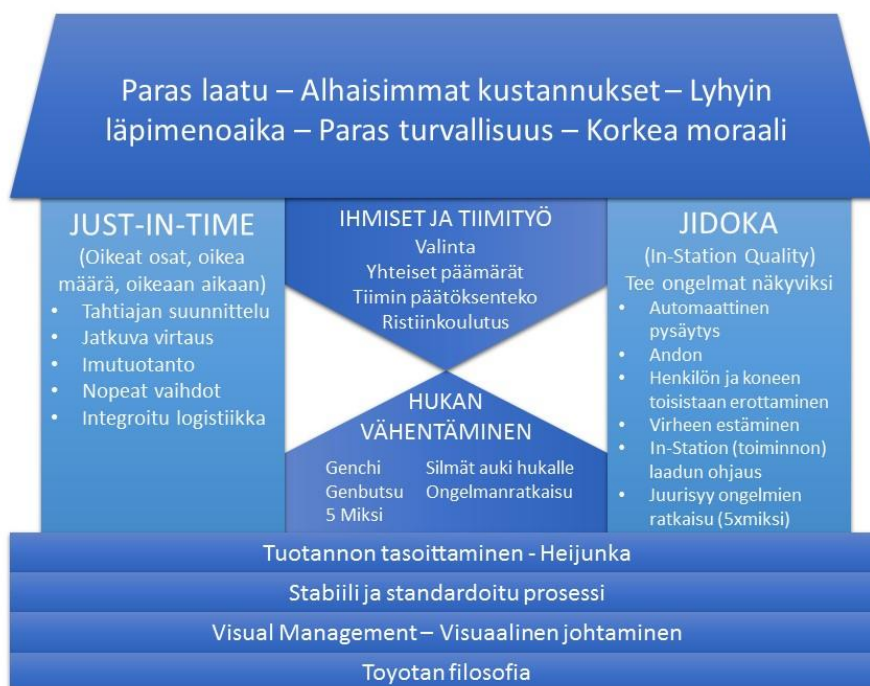 Paras laatu – Alhaisimmat kustannukset – Lyhyin
läpimenoaika – Paras turvallisuus – Korkea moraali
JUST-IN-TIME
(Oikeat osat, oikea
määrä, oikeaan aikaan)
• Tahtiajan suunnittelu
• Jatkuva virtaus
• Imutuotanto
• Nopeat vaihdot
• Integroitu logistiikka
IHMISET JA TIIMITYÖ
Valinta
Yhteiset päämärät
Tiimin päätöksenteko
Ristiinkoulutus
HUKAN
VÄHENTÄMINEN
Genchi
Genbutsu
5 Miksi
Silmät auki hukalle
Ongelmanratkaisu
JIDOKA
(In-Station Quality)
Tee ongelmat näkyviksi
• Automaattinen
pysäytys
• Andon
• Henkilön ja koneen
toisistaan erottaminen
• Virheen estäminen
• In-Station (toiminnon)
laadun ohjaus
• Juurisyy ongelmien
ratkaisu (5xmiksi)
Tuotannon tasoittaminen - Heijunka
Stabiili ja standardoitu prosessi
Visual Management – Visuaalinen johtaminen
Toyotan filosofia